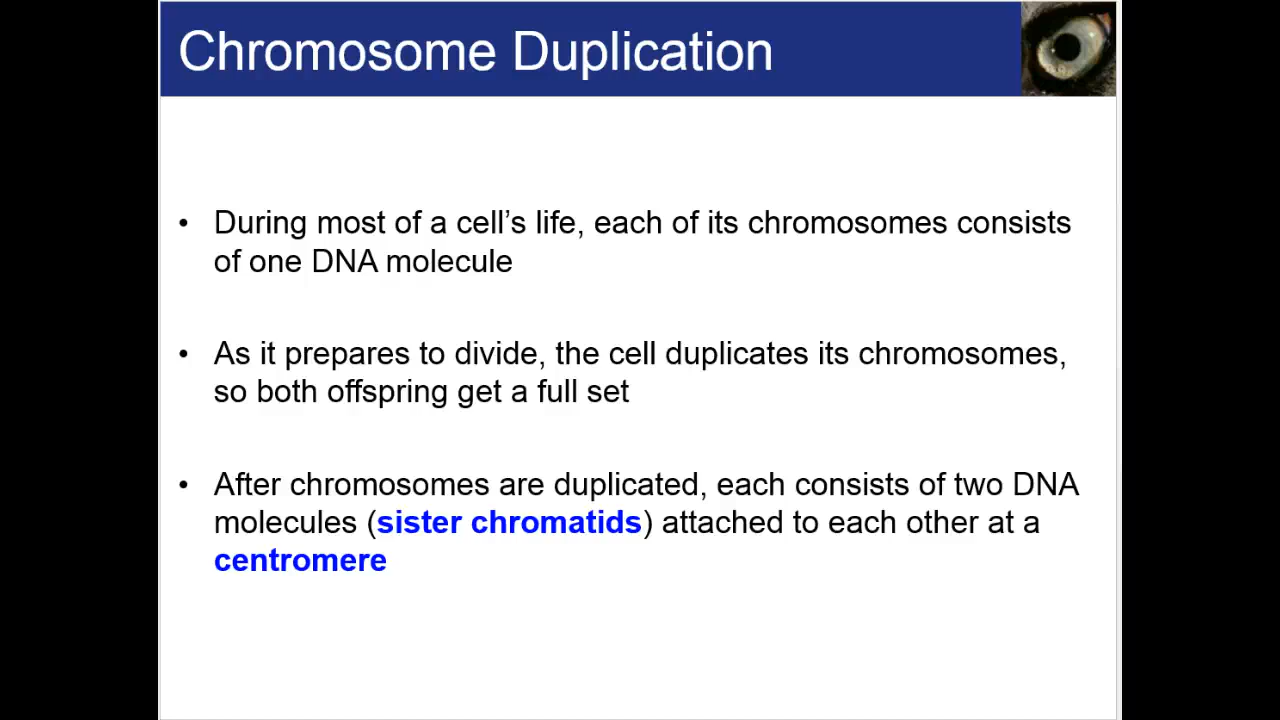 Chromosome Duplication
• During most of a cell’s life, each of its chromosomes consists
of one DNA molecule
• As it prepares to divide, the cell duplicates its chromosomes,
so both offspring get a full set
• After chromosomes are duplicated, each consists of two DNA
molecules (sister chromatids) attached to each other at a
centromere